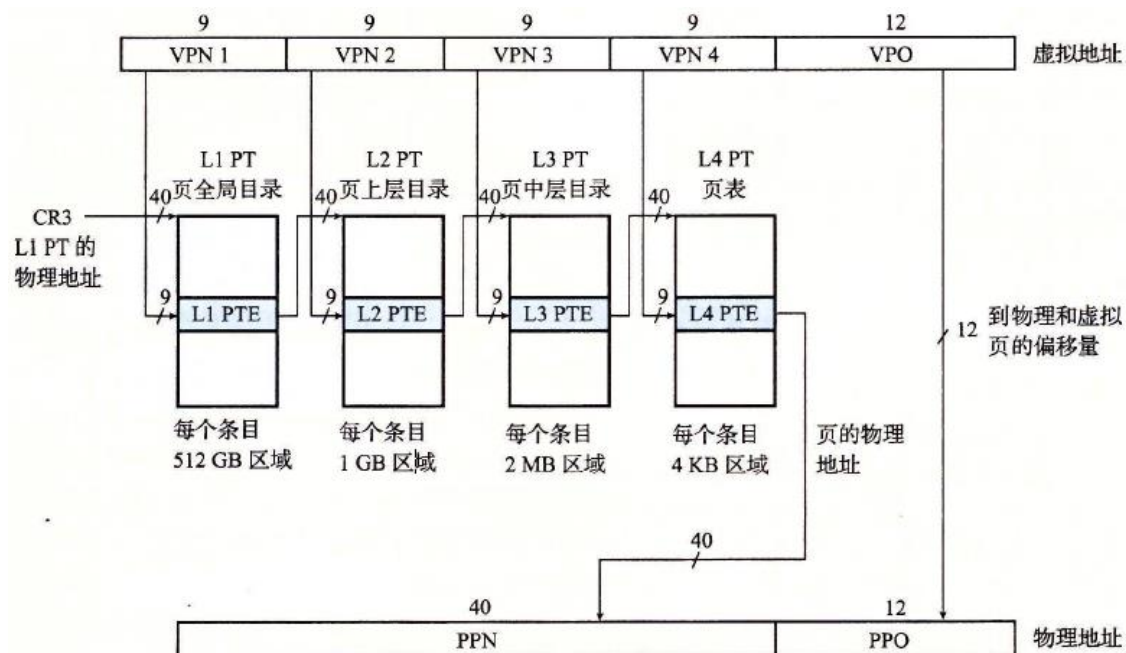 9 9 9 9 12
VPN 1 VPN 2 VPN 3 VPN 4 VPO 虚拟地址
L1 PT L2 PT L3 PT L4 PT
页全局目录 页上层目录 页中层目录 页表
40 40 40 40
CR3
L1 PT 的
物理地址
9 9 9 9
L1 PTE L2 PTE L3 PTE L4 PTE
12 到物理和虚拟
页的偏移量
每个条目 每个条目 每个条目 每个条目 页的物理
512 GB 区域 1 GB 区域 2 MB 区域 4 KB 区域 地址
40
40 12
PPN PPO 物理地址